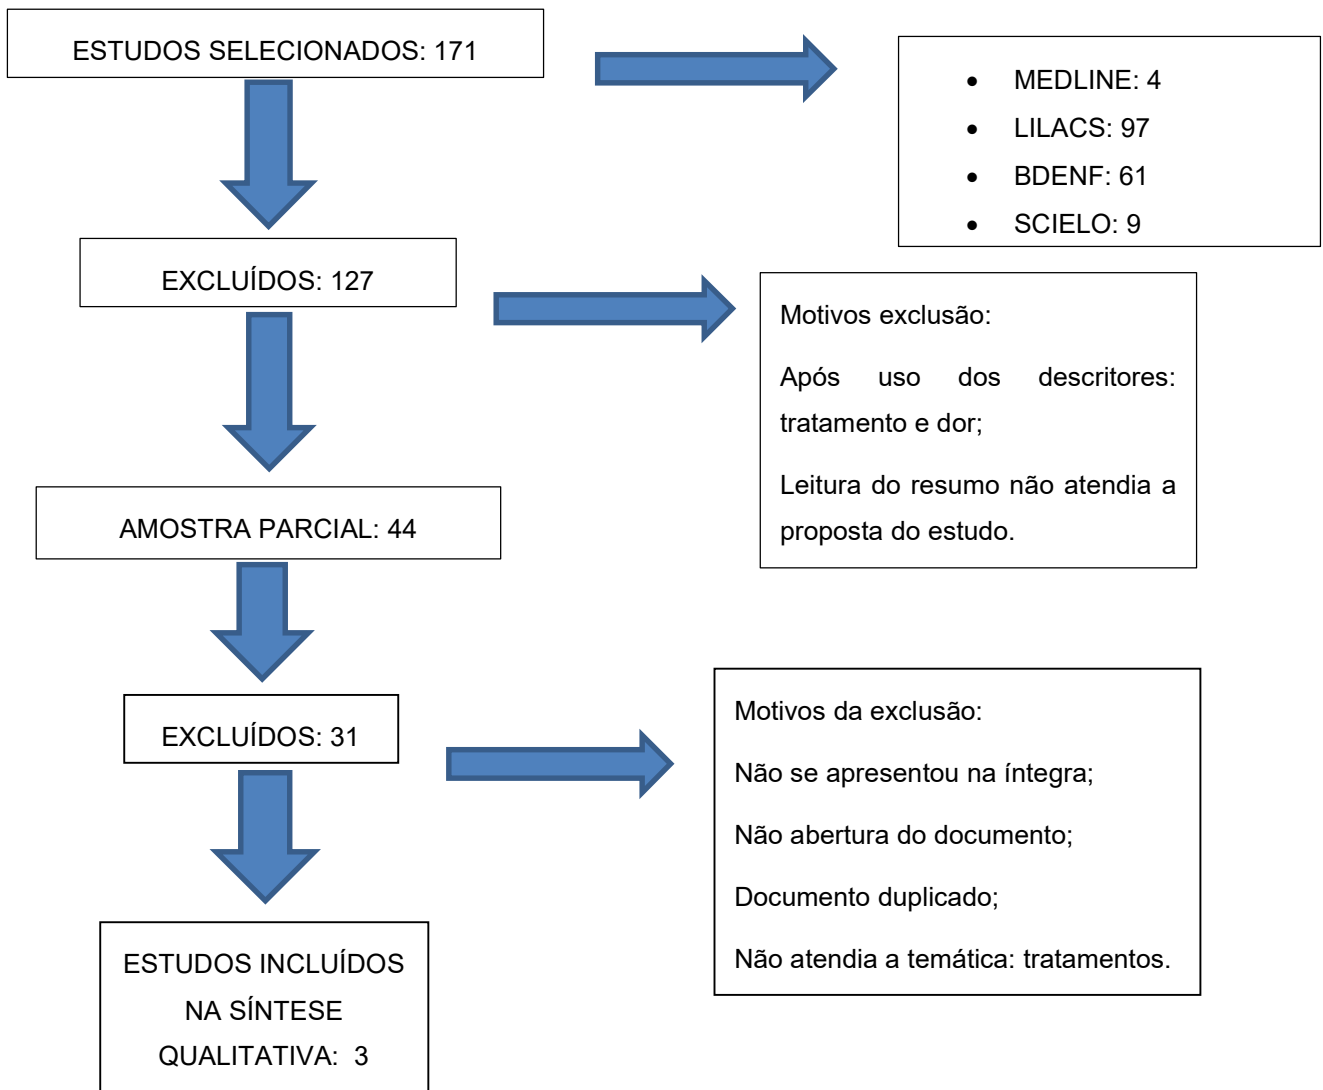 ESTUDOS SELECIONADOS: 171
• MEDLINE: 4
• LILACS: 97
• BDENF: 61
• SCIELO: 9
EXCLUÍDOS: 127
Motivos exclusão:
Após uso dos descritores:
tratamento e dor;
Leitura do resumo não atendia a
proposta do estudo.
AMOSTRA PARCIAL: 44
EXCLUÍDOS: 31
Motivos da exclusão:
Não se apresentou na íntegra;
Não abertura do documento;
Documento duplicado;
Não atendia a temática: tratamentos.
ESTUDOS INCLUÍDOS
NA SÍNTESE
QUALITATIVA: 3